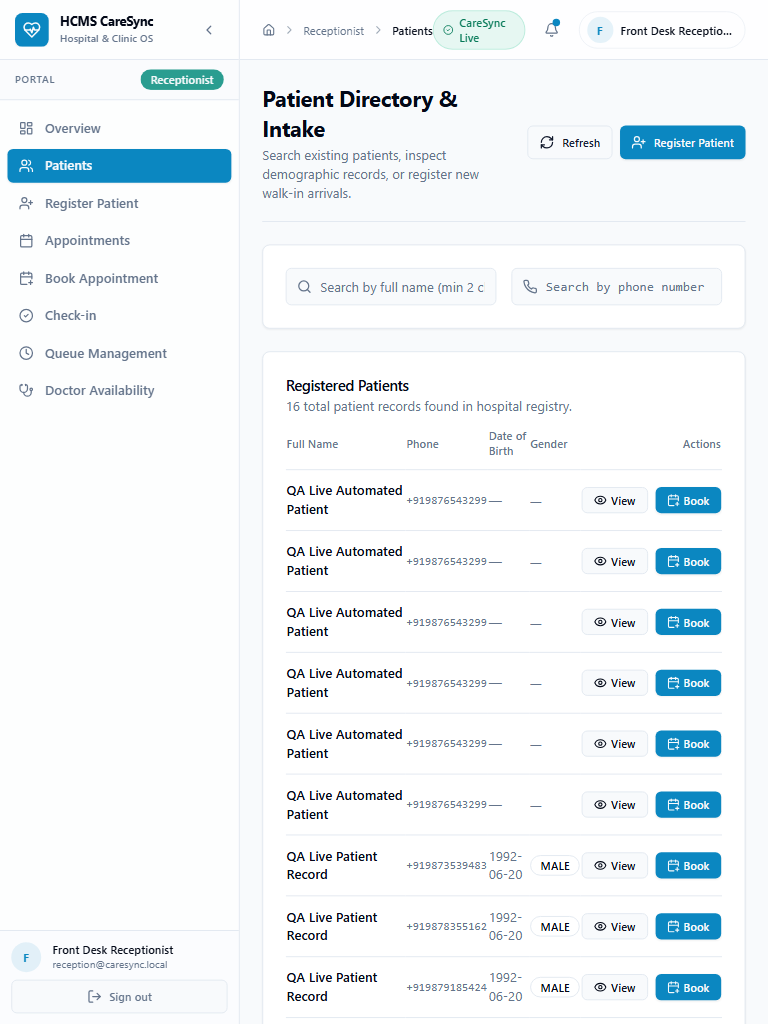 HCMS CareSync
Hospital & Clinic OS
PORTAL
Receptionist
Overview
Patients
Register Patient
Appointments
Book Appointment
Check-in
Queue Management
Doctor Availability
F
Front Desk Receptionist
reception@caresync.local
Sign out
Receptionist
Patients
CareSync
Live
F
Front Desk Receptio...
Patient Directory &
Intake
Search existing patients, inspect
demographic records, or register new
walk-in arrivals.
Refresh
Register Patient
Search by full name (min 2 c
Search by phone number
Registered Patients
16 total patient records found in hospital registry.
Full Name Phone Date of Birth Gender Actions
QA Live Automated Patient +919876543299 — — View Book
QA Live Automated Patient +919876543299 — — View Book
QA Live Automated Patient +919876543299 — — View Book
QA Live Automated Patient +919876543299 — — View Book
QA Live Automated Patient +919876543299 — — View Book
QA Live Automated Patient +919876543299 — — View Book
QA Live Patient Record +919873539483 1992-06-20 MALE View Book
QA Live Patient Record +919878355162 1992-06-20 MALE View Book
QA Live Patient Record +919879185424 1992-06-20 MALE View Book